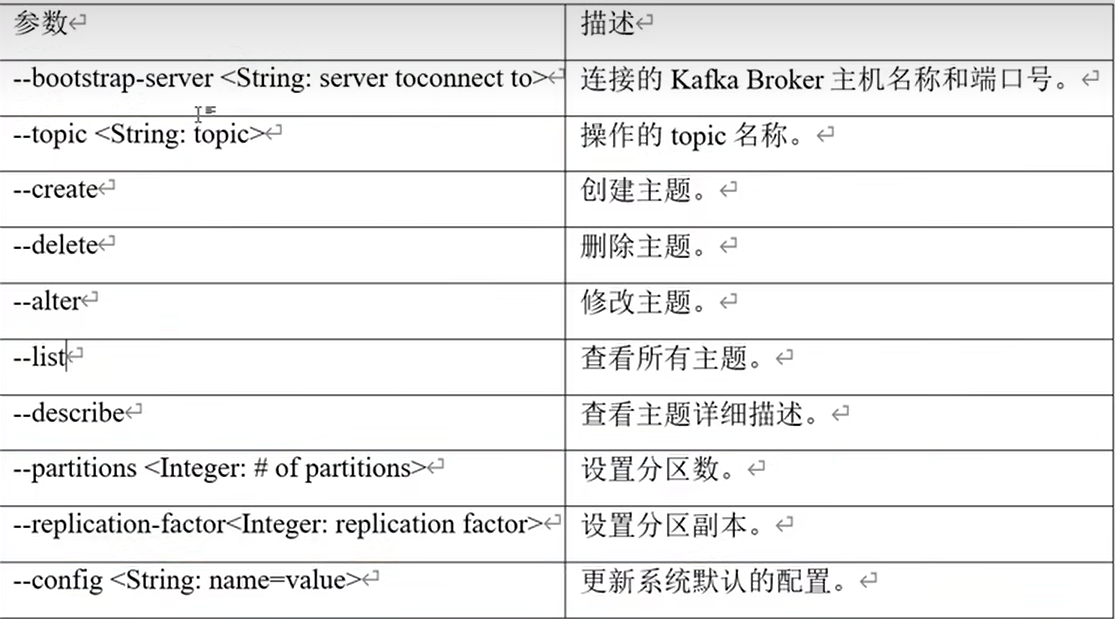 参数 描述
--bootstrap-server <String: server toconnect to> 连接的 Kafka Broker 主机名称和端口号。
--topic <String: topic> 操作的 topic 名称。
--create 创建主题。
--delete 删除主题。
--alter 修改主题。
--list 查看所有主题。
--describe 查看主题详细描述。
--partitions <Integer: # of partitions> 设置分区数。
--replication-factor<Integer: replication factor> 设置分区副本。
--config <String: name=value> 更新系统默认的配置。